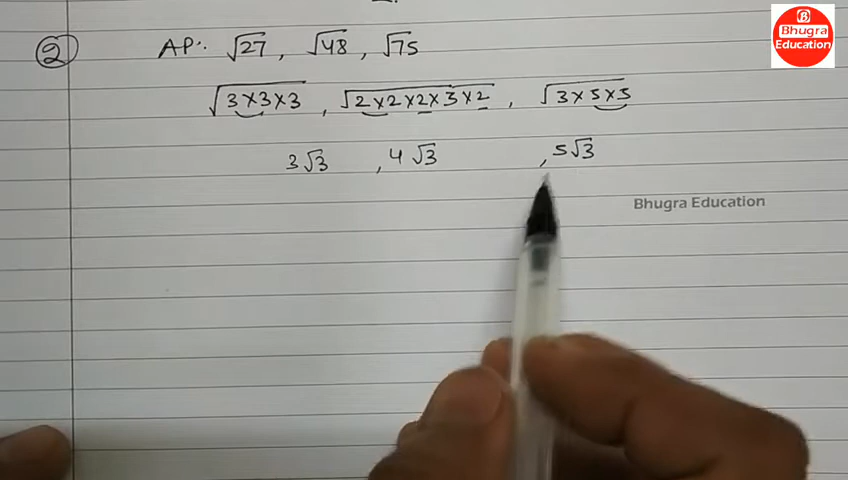 B
Bhugra
Education
② AP:. √27, √48, √75
√3×3×3, √2×2×2×3×2, √3×5×5
3√3, 4√3, 5√3
Bhugra Education